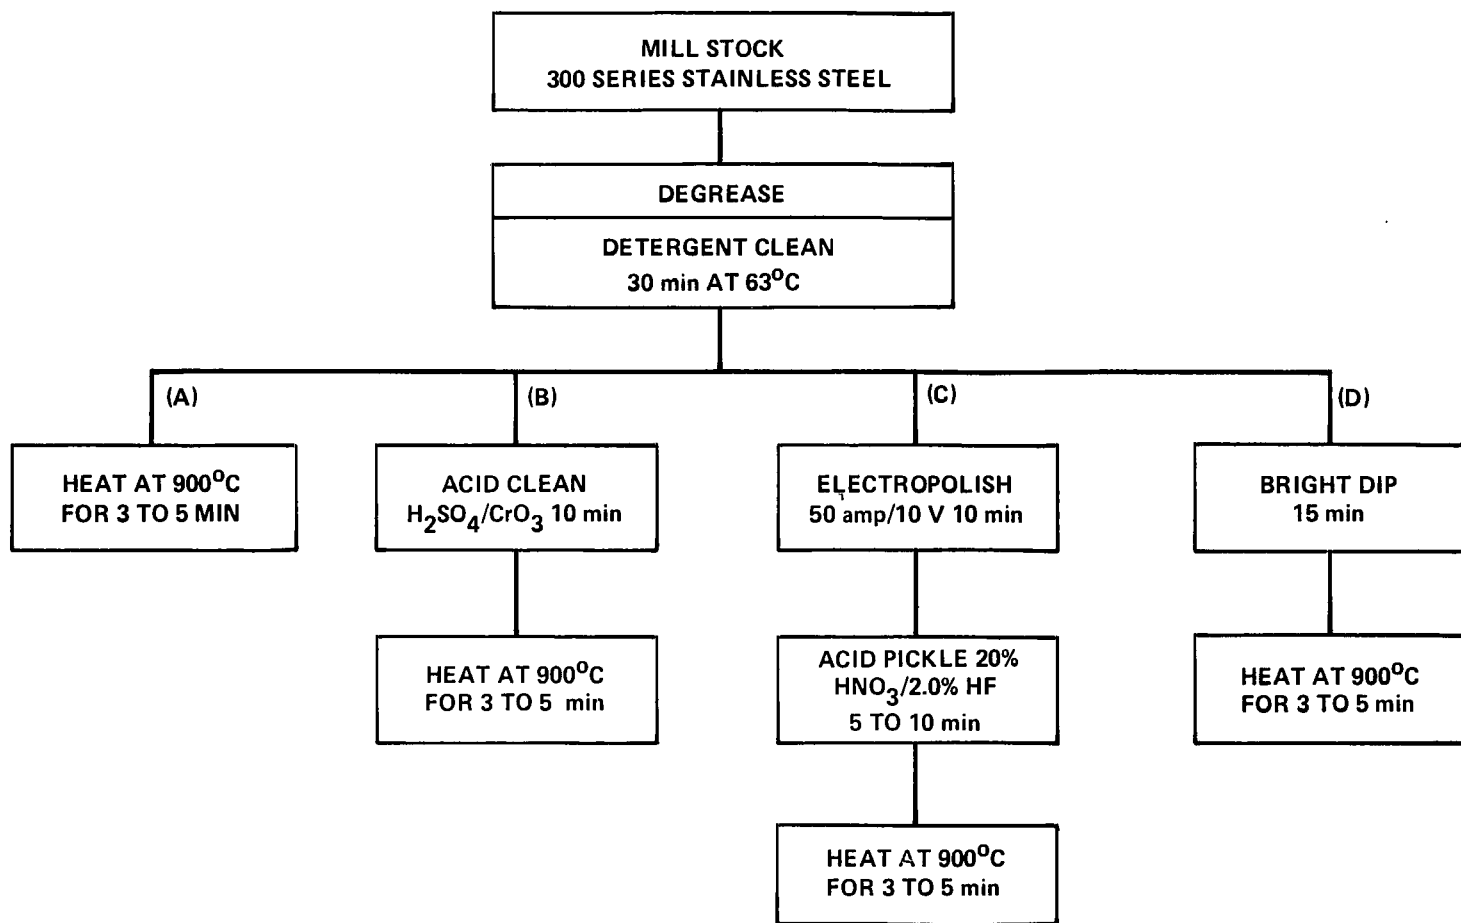 MILL STOCK
300 SERIES STAINLESS STEEL
DEGREASE
DETERGENT CLEAN
30 min AT 63°C
(A)
HEAT AT 900°C
FOR 3 TO 5 MIN
(B)
ACID CLEAN
H₂SO₄/CrO₃ 10 min
HEAT AT 900°C
FOR 3 TO 5 min
(C)
ELECTROPOLISH
50 amp/10 V 10 min
ACID PICKLE 20%
HNO₃/2.0% HF
5 TO 10 min
HEAT AT 900°C
FOR 3 TO 5 min
(D)
BRIGHT DIP
15 min
HEAT AT 900°C
FOR 3 TO 5 min